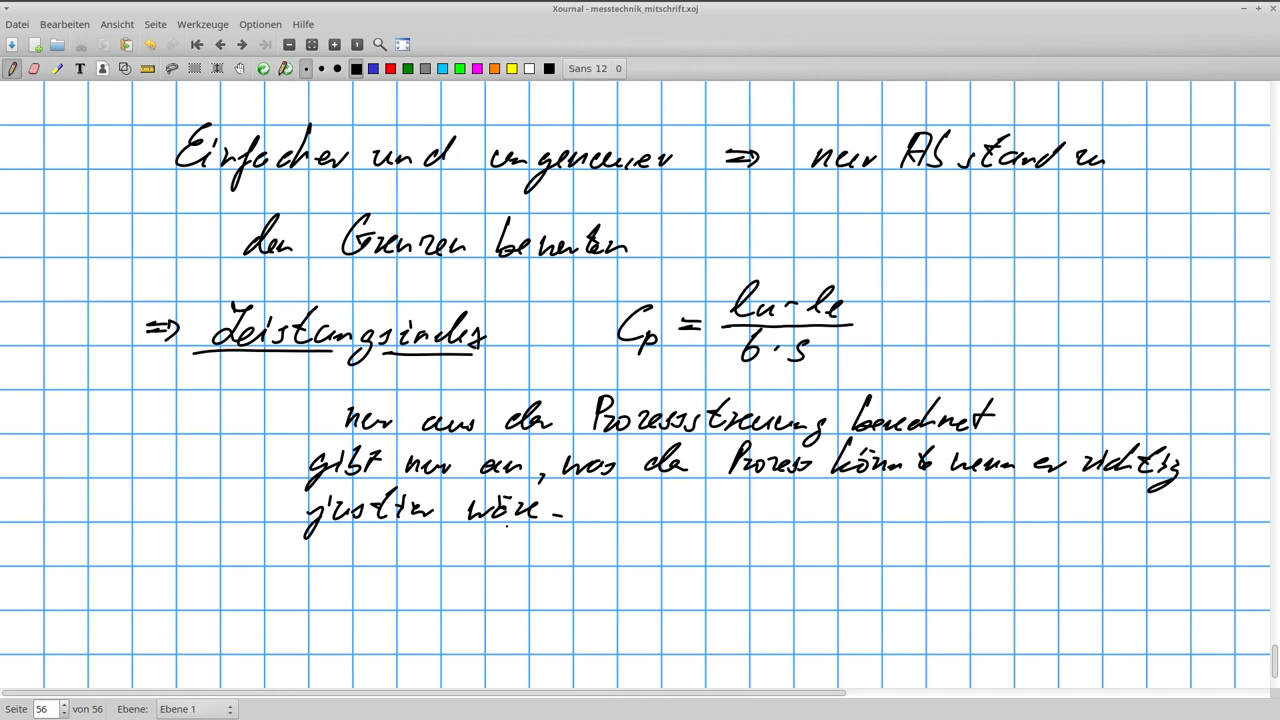 Xournal - messtechnik_mitschrift.xoj
Datei Bearbeiten Ansicht Seite Werkzeuge Optionen Hilfe
Sans 12 0
Einfacher und ungenauer ⇒ nur Abstand zu
den Grenzen bewerten
⇒ Leistungsindex Cp = lu - le / 6 · s
nur aus der Prozessstreuung berechnet
gibt nur an, was der Prozess könnte wenn er richtig
justier wäre.
Seite 56 von 56 Ebene: Ebene 1